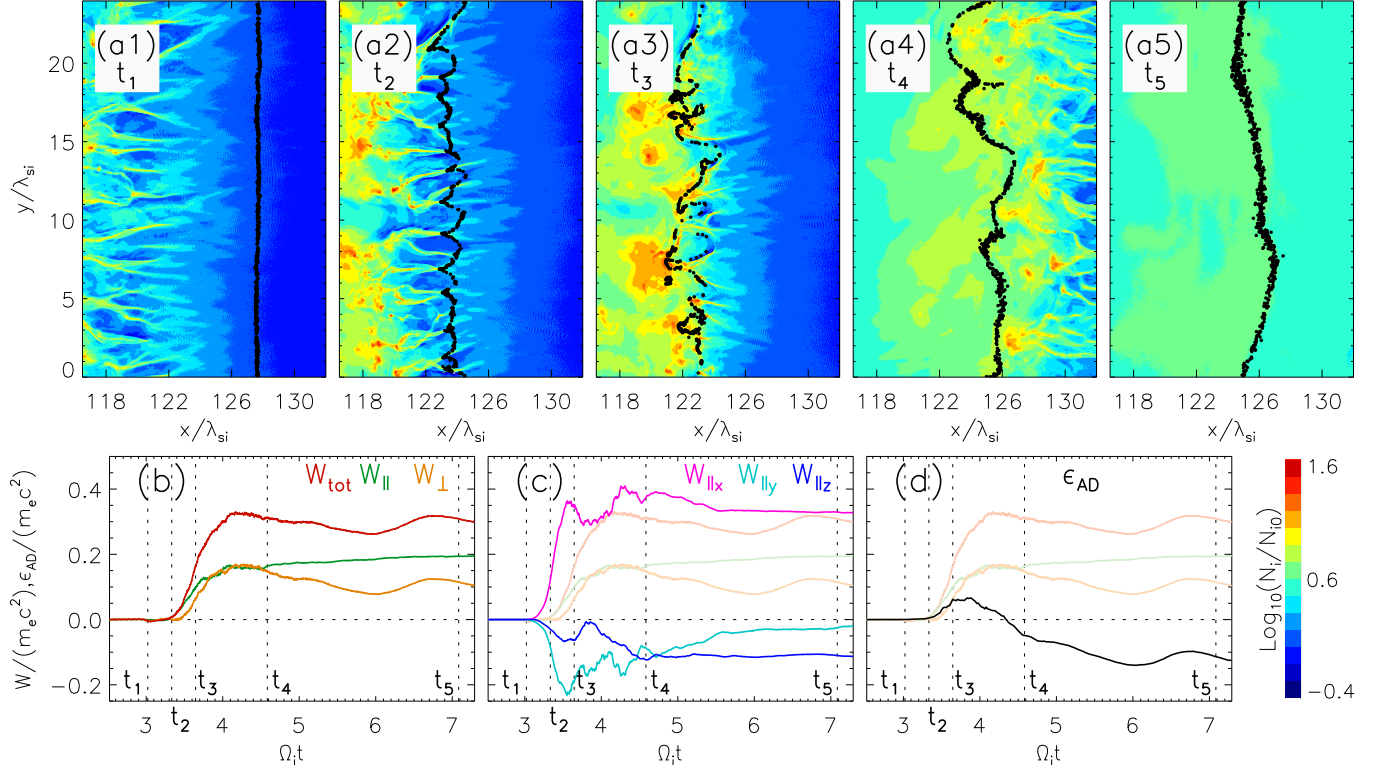 (a1)
t₁
(a2)
t₂
(a3)
t₃
(a4)
t₄
(a5)
t₅
20
15
10
5
0
y/λsi
118 122 126 130
118 122 126 130
118 122 126 130
118 122 126 130
118 122 126 130
x/λsi
x/λsi
x/λsi
x/λsi
x/λsi
W/(mₑc²),ϵAD/(mₑc²)
0.4
0.2
0.0
−0.2
(b)
Wtot W∥ W⊥
t₁ t₃ t₄ t₅
3 t₂ 4 5 6 7
Ωᵢt
(c)
W∥x W∥y W∥z
t₁ t₃ t₄ t₅
3 t₂ 4 5 6 7
Ωᵢt
(d)
ϵAD
t₁ t₃ t₄ t₅
3 t₂ 4 5 6 7
Ωᵢt
1.6
0.6
−0.4
Log₁₀(Nᵢ/Nᵢ₀)